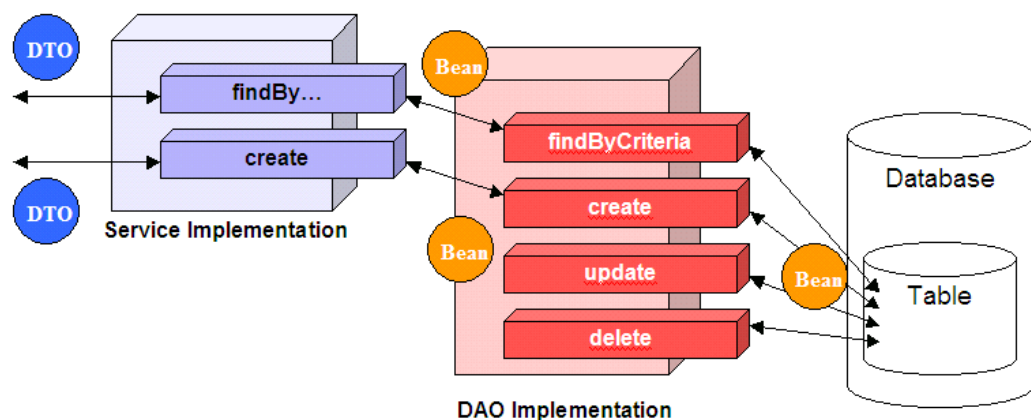 DTO
findBy…
create
DTO
Service Implementation
Bean
Bean
findByCriteria
create
update
delete
DAO Implementation
Bean
Database
Table